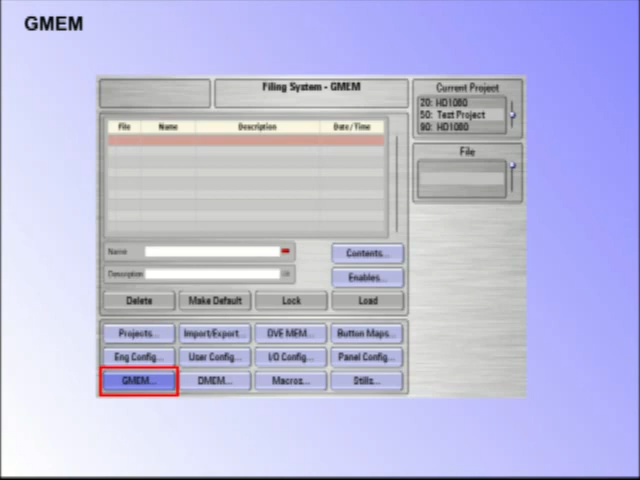 GMEM
Filing System - GMEM
Current Project
20: HD1080
50: Test Project
90: HD1080
File Name Description Date/Time
File
Name
Contents...
Description
Enables...
Delete Make Default Lock Load
Projects... Import/Export... DVE MEM... Button Maps...
Eng Config... User Config... I/O Config... Panel Config...
GMEM... DMEM... Macros... Stills...